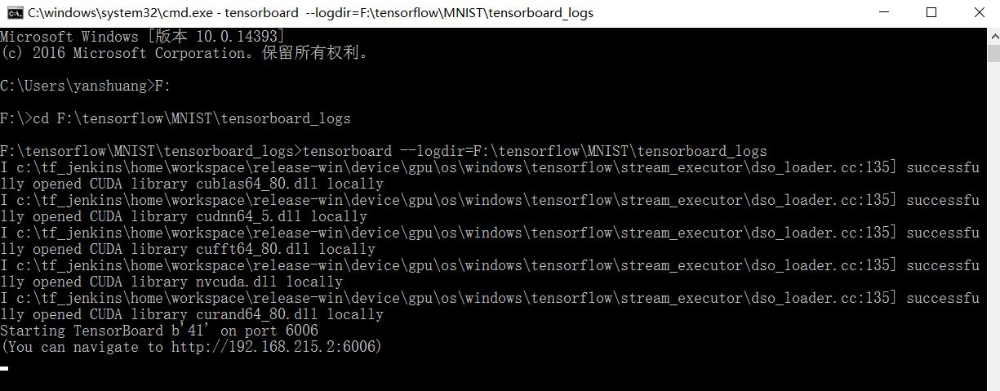 C:\windows\system32\cmd.exe - tensorboard  --logdir=F:\tensorflow\MNIST\tensorboard_logs
Microsoft Windows [版本 10.0.14393]
(c) 2016 Microsoft Corporation。保留所有权利。
C:\Users\yanshuang>F:
F:\>cd F:\tensorflow\MNIST\tensorboard_logs
F:\tensorflow\MNIST\tensorboard_logs>tensorboard --logdir=F:\tensorflow\MNIST\tensorboard_logs
I c:\tf_jenkins\home\workspace\release-win\device\gpu\os\windows\tensorflow\stream_executor\dso_loader.cc:135] successfu
lly opened CUDA library cublas64_80.dll locally
I c:\tf_jenkins\home\workspace\release-win\device\gpu\os\windows\tensorflow\stream_executor\dso_loader.cc:135] successfu
lly opened CUDA library cudnn64_5.dll locally
I c:\tf_jenkins\home\workspace\release-win\device\gpu\os\windows\tensorflow\stream_executor\dso_loader.cc:135] successfu
lly opened CUDA library cufft64_80.dll locally
I c:\tf_jenkins\home\workspace\release-win\device\gpu\os\windows\tensorflow\stream_executor\dso_loader.cc:135] successfu
lly opened CUDA library nvcuda.dll locally
I c:\tf_jenkins\home\workspace\release-win\device\gpu\os\windows\tensorflow\stream_executor\dso_loader.cc:135] successfu
lly opened CUDA library curand64_80.dll locally
Starting TensorBoard b'41' on port 6006
(You can navigate to http://192.168.215.2:6006)